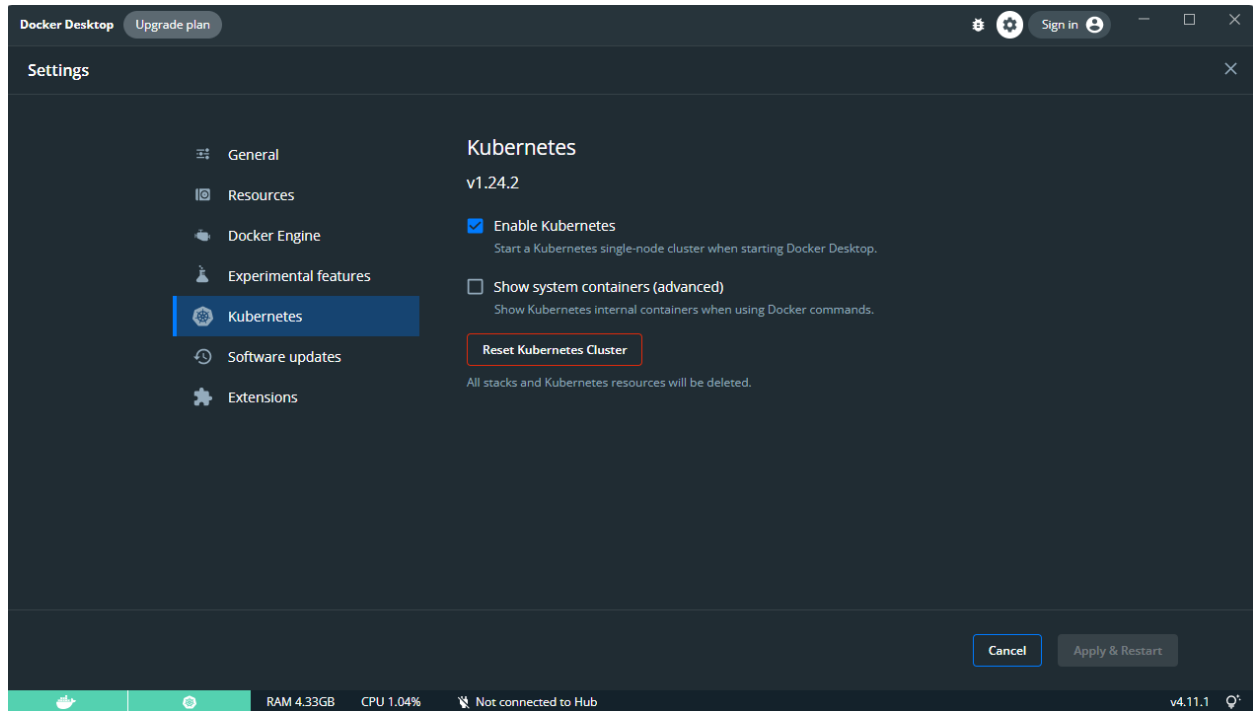 Docker Desktop Upgrade plan Sign in
Settings
General
Resources
Docker Engine
Experimental features
Kubernetes
Software updates
Extensions
Kubernetes
v1.24.2
Enable Kubernetes
Start a Kubernetes single-node cluster when starting Docker Desktop.
Show system containers (advanced)
Show Kubernetes internal containers when using Docker commands.
Reset Kubernetes Cluster
All stacks and Kubernetes resources will be deleted.
Cancel Apply & Restart
RAM 4.33GB CPU 1.04% Not connected to Hub v4.11.1